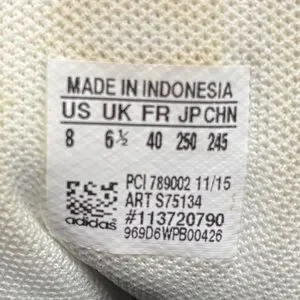 MADE IN INDONESIA
US UK FR JP CHN
8 6½ 40 250 245
PCI 789002 11/15
ART S75134
#113720790
adidas 969D6WPB00426